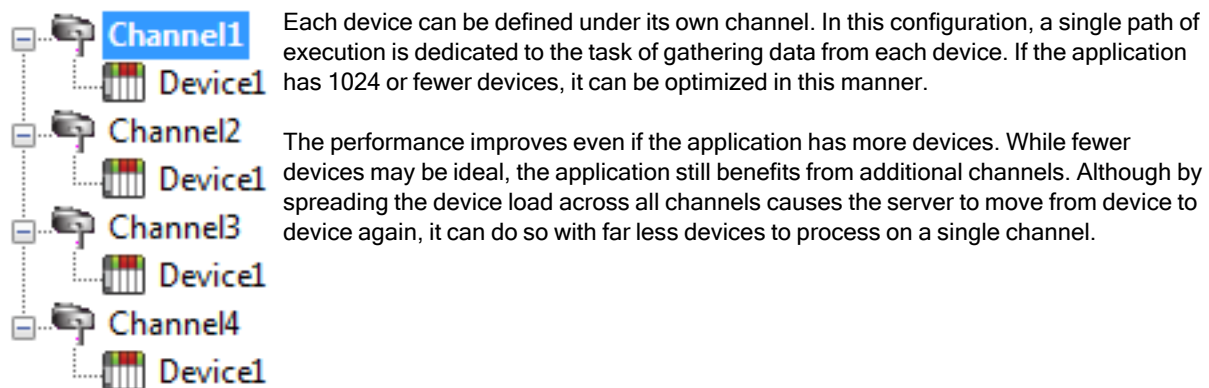 Channel1
Device1
Channel2
Device1
Channel3
Device1
Channel4
Device1
Each device can be defined under its own channel. In this configuration, a single path of
execution is dedicated to the task of gathering data from each device. If the application
has 1024 or fewer devices, it can be optimized in this manner.
The performance improves even if the application has more devices. While fewer
devices may be ideal, the application still benefits from additional channels. Although by
spreading the device load across all channels causes the server to move from device to
device again, it can do so with far less devices to process on a single channel.